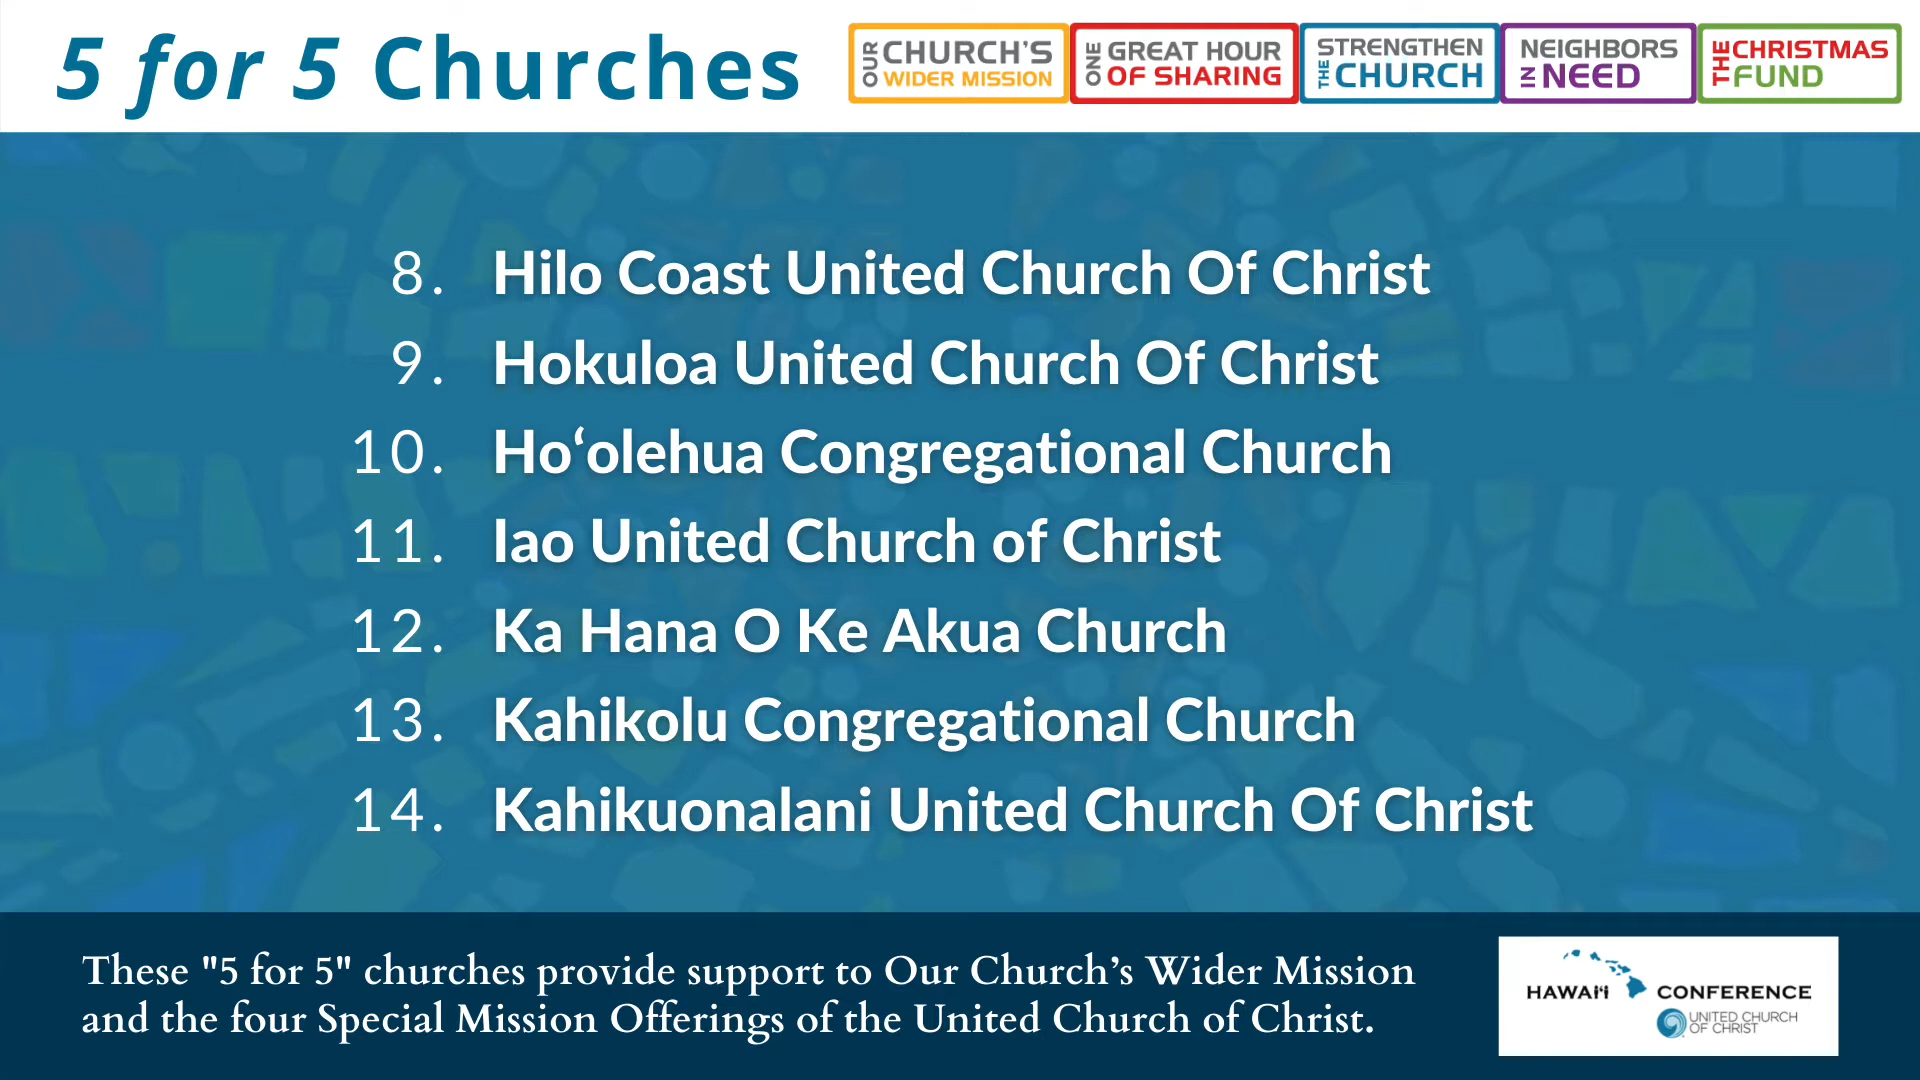 5 for 5 Churches
OUR CHURCH'S
WIDER MISSION
ONE GREAT HOUR
OF SHARING
STRENGTHEN
THE CHURCH
NEIGHBORS
IN NEED
THE CHRISTMAS
FUND
8. Hilo Coast United Church Of Christ
9. Hokuloa United Church Of Christ
10. Hoʻolehua Congregational Church
11. Iao United Church of Christ
12. Ka Hana O Ke Akua Church
13. Kahikolu Congregational Church
14. Kahikuonalani United Church Of Christ
These "5 for 5" churches provide support to Our Church’s Wider Mission
and the four Special Mission Offerings of the United Church of Christ.
HAWAIʻI CONFERENCE
UNITED CHURCH
OF CHRIST